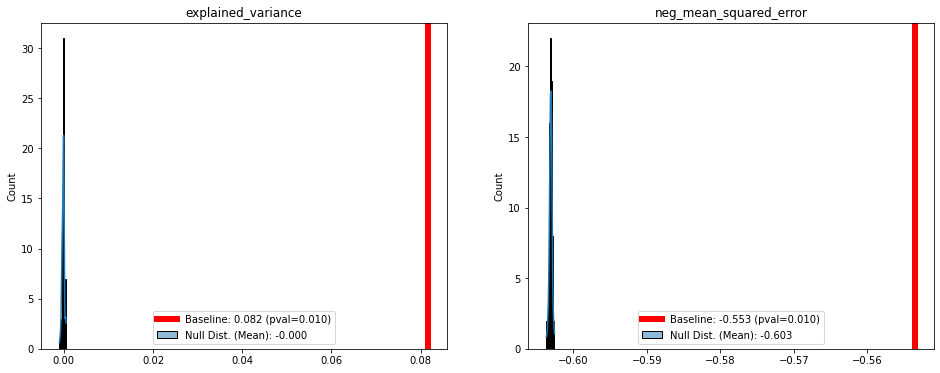 explained_variance
Count
30
25
20
15
10
5
0
0.00
0.02
0.04
0.06
0.08
Baseline: 0.082 (pval=0.010)
Null Dist. (Mean): -0.000
neg_mean_squared_error
Count
20
15
10
5
0
−0.60
−0.59
−0.58
−0.57
−0.56
Baseline: -0.553 (pval=0.010)
Null Dist. (Mean): -0.603